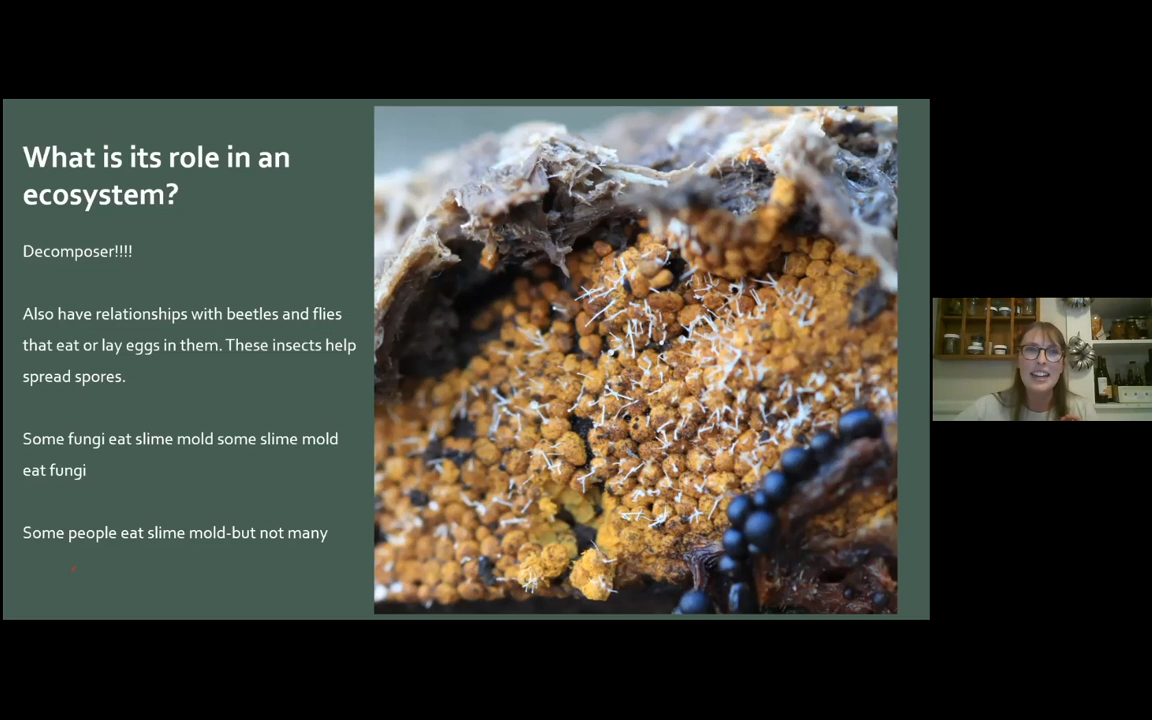 What is its role in an
ecosystem?
Decomposer!!!!
Also have relationships with beetles and flies
that eat or lay eggs in them. These insects help
spread spores.
Some fungi eat slime mold some slime mold
eat fungi
Some people eat slime mold-but not many